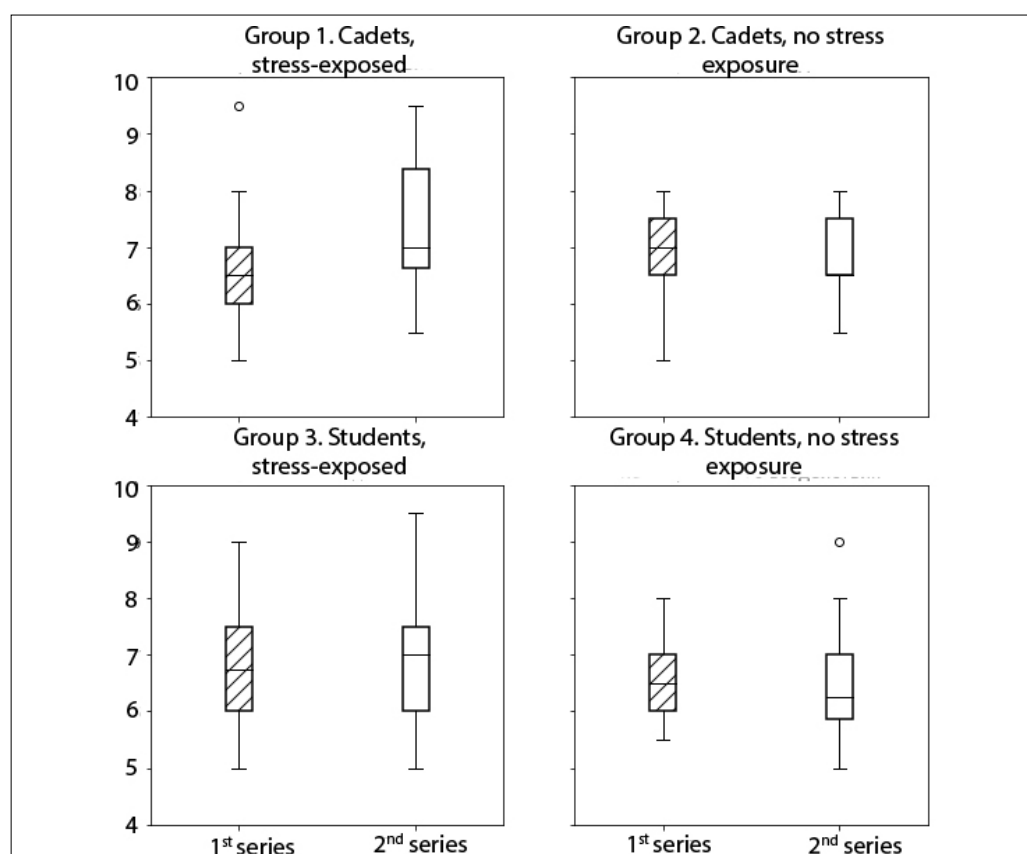 Group 1. Cadets,
stress-exposed
Group 2. Cadets, no stress
exposure
10
9
8
7
6
5
4
Group 3. Students,
stress-exposed
Group 4. Students, no stress
exposure
10
9
8
7
6
5
4
1st series
2nd series
1st series
2nd series